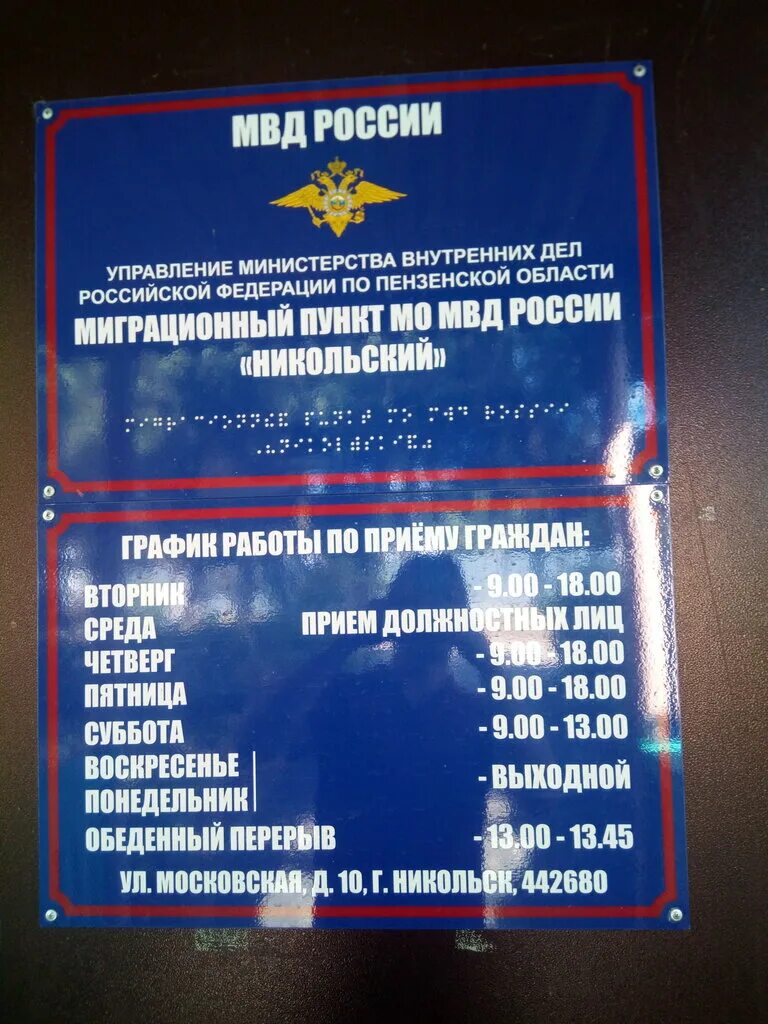 МВД РОССИИ
УПРАВЛЕНИЕ МИНИСТЕРСТВА ВНУТРЕННИХ ДЕЛ
РОССИЙСКОЙ ФЕДЕРАЦИИ ПО ПЕНЗЕНСКОЙ ОБЛАСТИ
МИГРАЦИОННЫЙ ПУНКТ МО МВД РОССИИ
«НИКОЛЬСКИЙ»
ГРАФИК РАБОТЫ ПО ПРИЁМУ ГРАЖДАН:
ВТОРНИК - 9.00 - 18.00
СРЕДА ПРИЕМ ДОЛЖНОСТНЫХ ЛИЦ
ЧЕТВЕРГ - 9.00 - 18.00
ПЯТНИЦА - 9.00 - 18.00
СУББОТА - 9.00 - 13.00
ВОСКРЕСЕНЬЕ
ПОНЕДЕЛЬНИК - ВЫХОДНОЙ
ОБЕДЕННЫЙ ПЕРЕРЫВ - 13.00 - 13.45
УЛ. МОСКОВСКАЯ, Д. 10, Г. НИКОЛЬСК, 442680